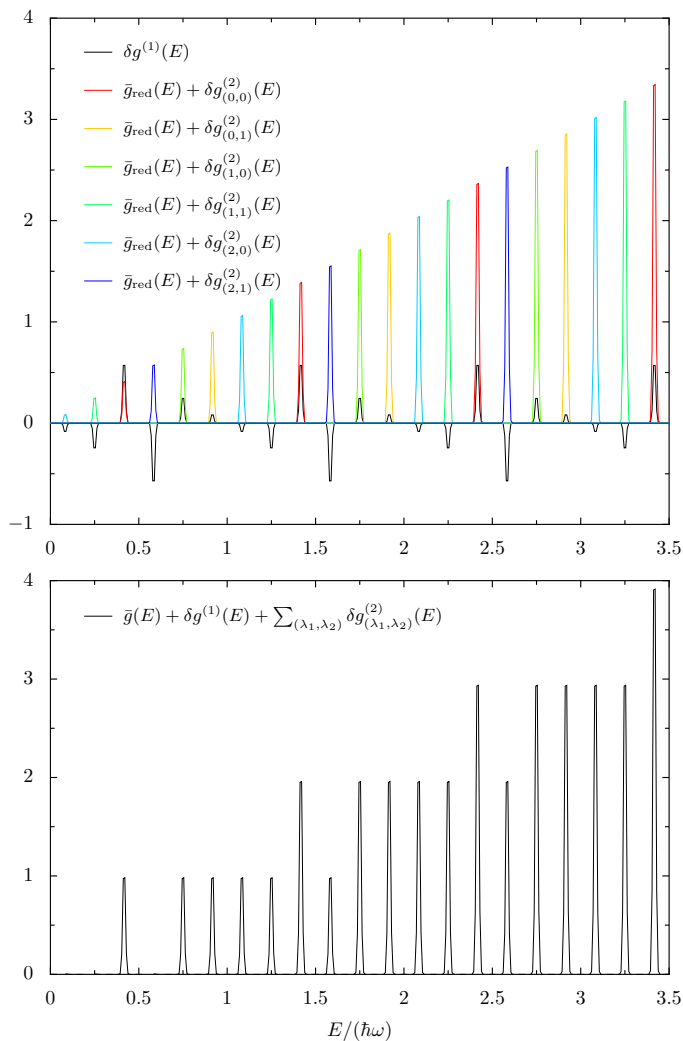 4
3
2
1
0
−1
δg⁽¹⁾(E)
ḡ_red(E) + δg⁽²⁾_(0,0)(E)
ḡ_red(E) + δg⁽²⁾_(0,1)(E)
ḡ_red(E) + δg⁽²⁾_(1,0)(E)
ḡ_red(E) + δg⁽²⁾_(1,1)(E)
ḡ_red(E) + δg⁽²⁾_(2,0)(E)
ḡ_red(E) + δg⁽²⁾_(2,1)(E)
0 0.5 1 1.5 2 2.5 3 3.5
4
3
2
1
0
ḡ(E) + δg⁽¹⁾(E) + ∑_(λ₁,λ₂) δg⁽²⁾_(λ₁,λ₂)(E)
0 0.5 1 1.5 2 2.5 3 3.5
E/(ħω)